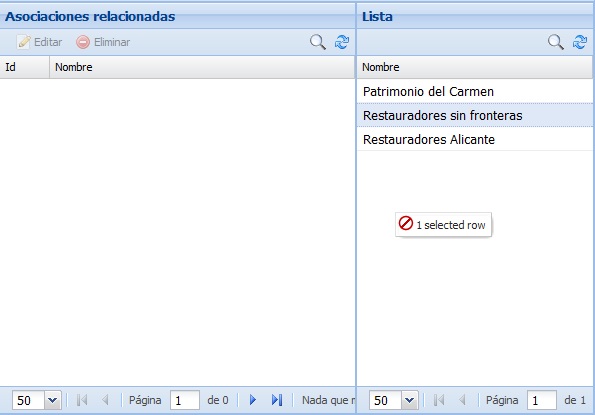 Asociaciones relacionadas
Editar Eliminar
Id Nombre
50 Página 1 de 0 Nada que
Lista
Nombre
Patrimonio del Carmen
Restauradores sin fronteras
Restauradores Alicante
1 selected row
50 Página 1 de 1